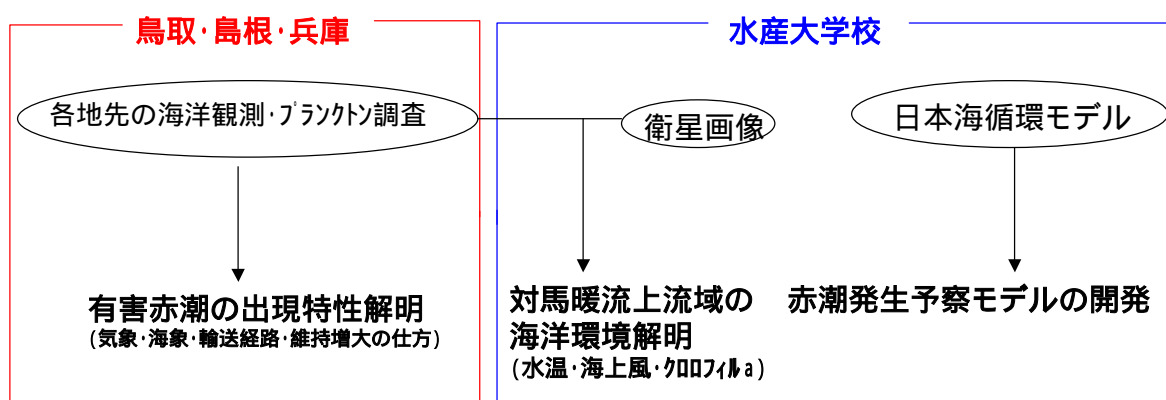 鳥取・島根・兵庫
水産大学校
各地先の海洋観測・プランクトン調査
衛星画像
日本海循環モデル
有害赤潮の出現特性解明
(気象・海象・輸送経路・維持増大の仕方)
対馬暖流上流域の
海洋環境解明
(水温・海上風・クロロフィルa)
赤潮発生予察モデルの開発